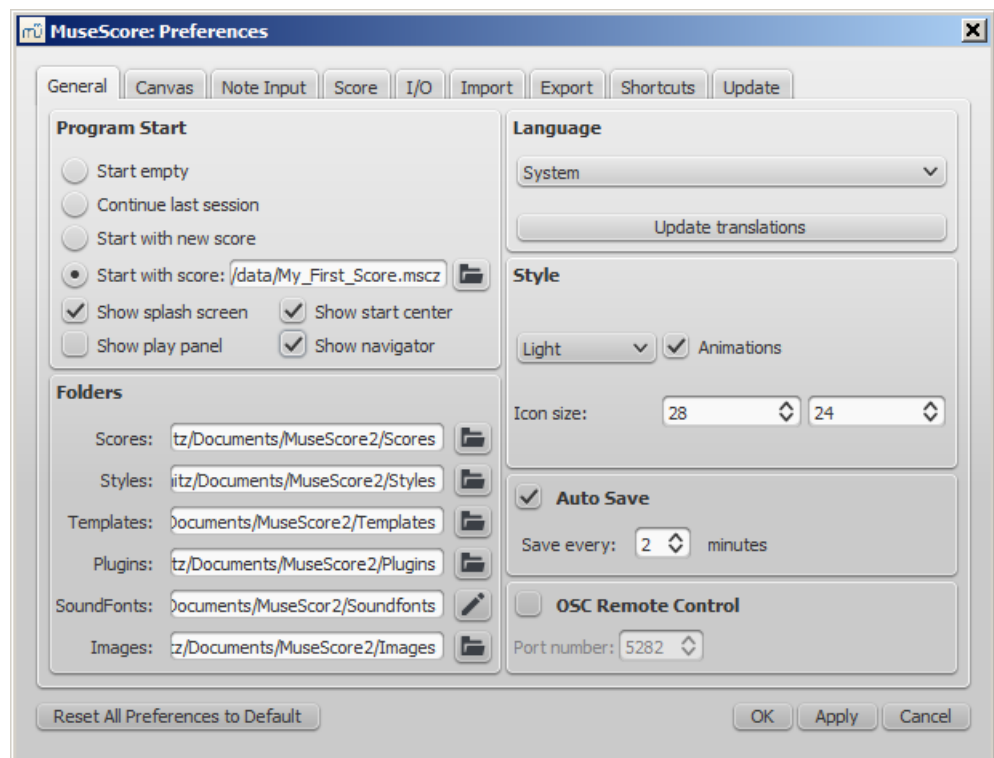 mü MuseScore: Preferences
General Canvas Note Input Score I/O Import Export Shortcuts Update
Program Start
Start empty
Continue last session
Start with new score
Start with score: /data/My_First_Score.mscz
Show splash screen Show start center
Show play panel Show navigator
Folders
Scores: tz/Documents/MuseScore2/Scores
Styles: itz/Documents/MuseScore2/Styles
Templates: Documents/MuseScore2/Templates
Plugins: tz/Documents/MuseScore2/Plugins
SoundFonts: Documents/MuseScor2/Soundfonts
Images: tz/Documents/MuseScore2/Images
Language
System
Update translations
Style
Light Animations
Icon size: 28 24
Auto Save
Save every: 2 minutes
OSC Remote Control
Port number: 5282
Reset All Preferences to Default OK Apply Cancel